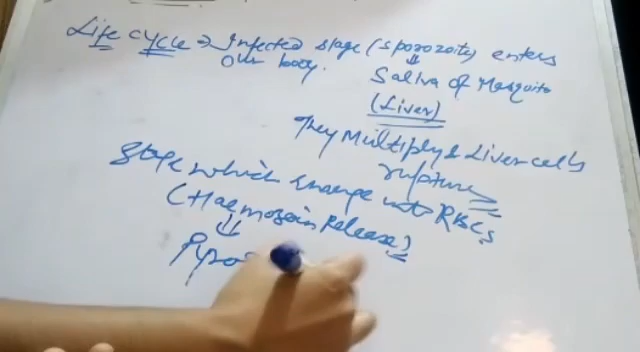 Life cycle → Infected stage (sporozoite) enters
Our body.
Saliva of Mosquito
(Liver)
They Multiply & Liver cells
rupture
stage which change into RBCs
(Haemozoin Release)